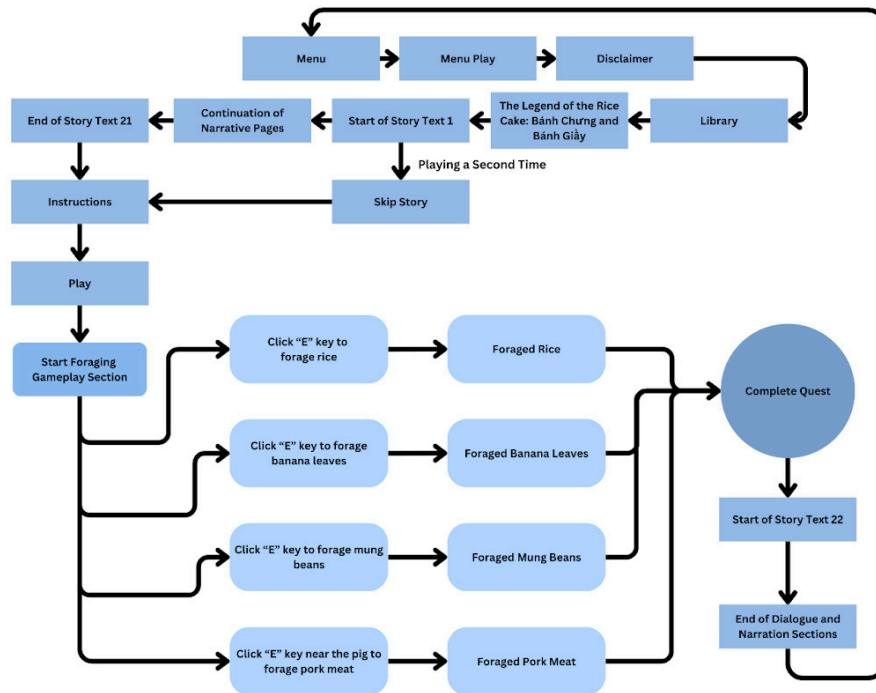 Menu
Menu Play
Disclaimer
End of Story Text 21
Continuation of
Narrative Pages
Start of Story Text 1
The Legend of the Rice
Cake: Bánh Chưng and
Bánh Giầy
Library
Playing a Second Time
Instructions
Skip Story
Play
Start Foraging
Gameplay Section
Click “E” key to
forage rice
Foraged Rice
Complete Quest
Click “E” key to forage
banana leaves
Foraged Banana Leaves
Start of Story Text 22
Click “E” key to forage mung
beans
Foraged Mung Beans
End of Dialogue and
Narration Sections
Click “E” key near the pig to
forage pork meat
Foraged Pork Meat